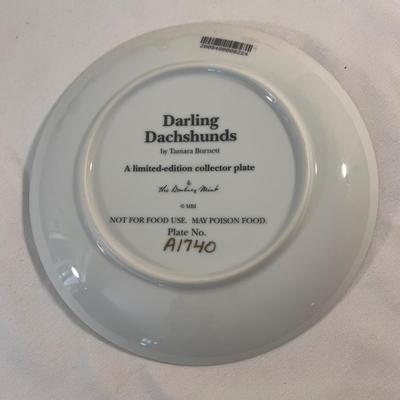 Darling
Dachshunds
by Tamara Burnett
A limited-edition collector plate
&
the Danbury Mint
© MBI
NOT FOR FOOD USE. MAY POISON FOOD.
Plate No.
A1740